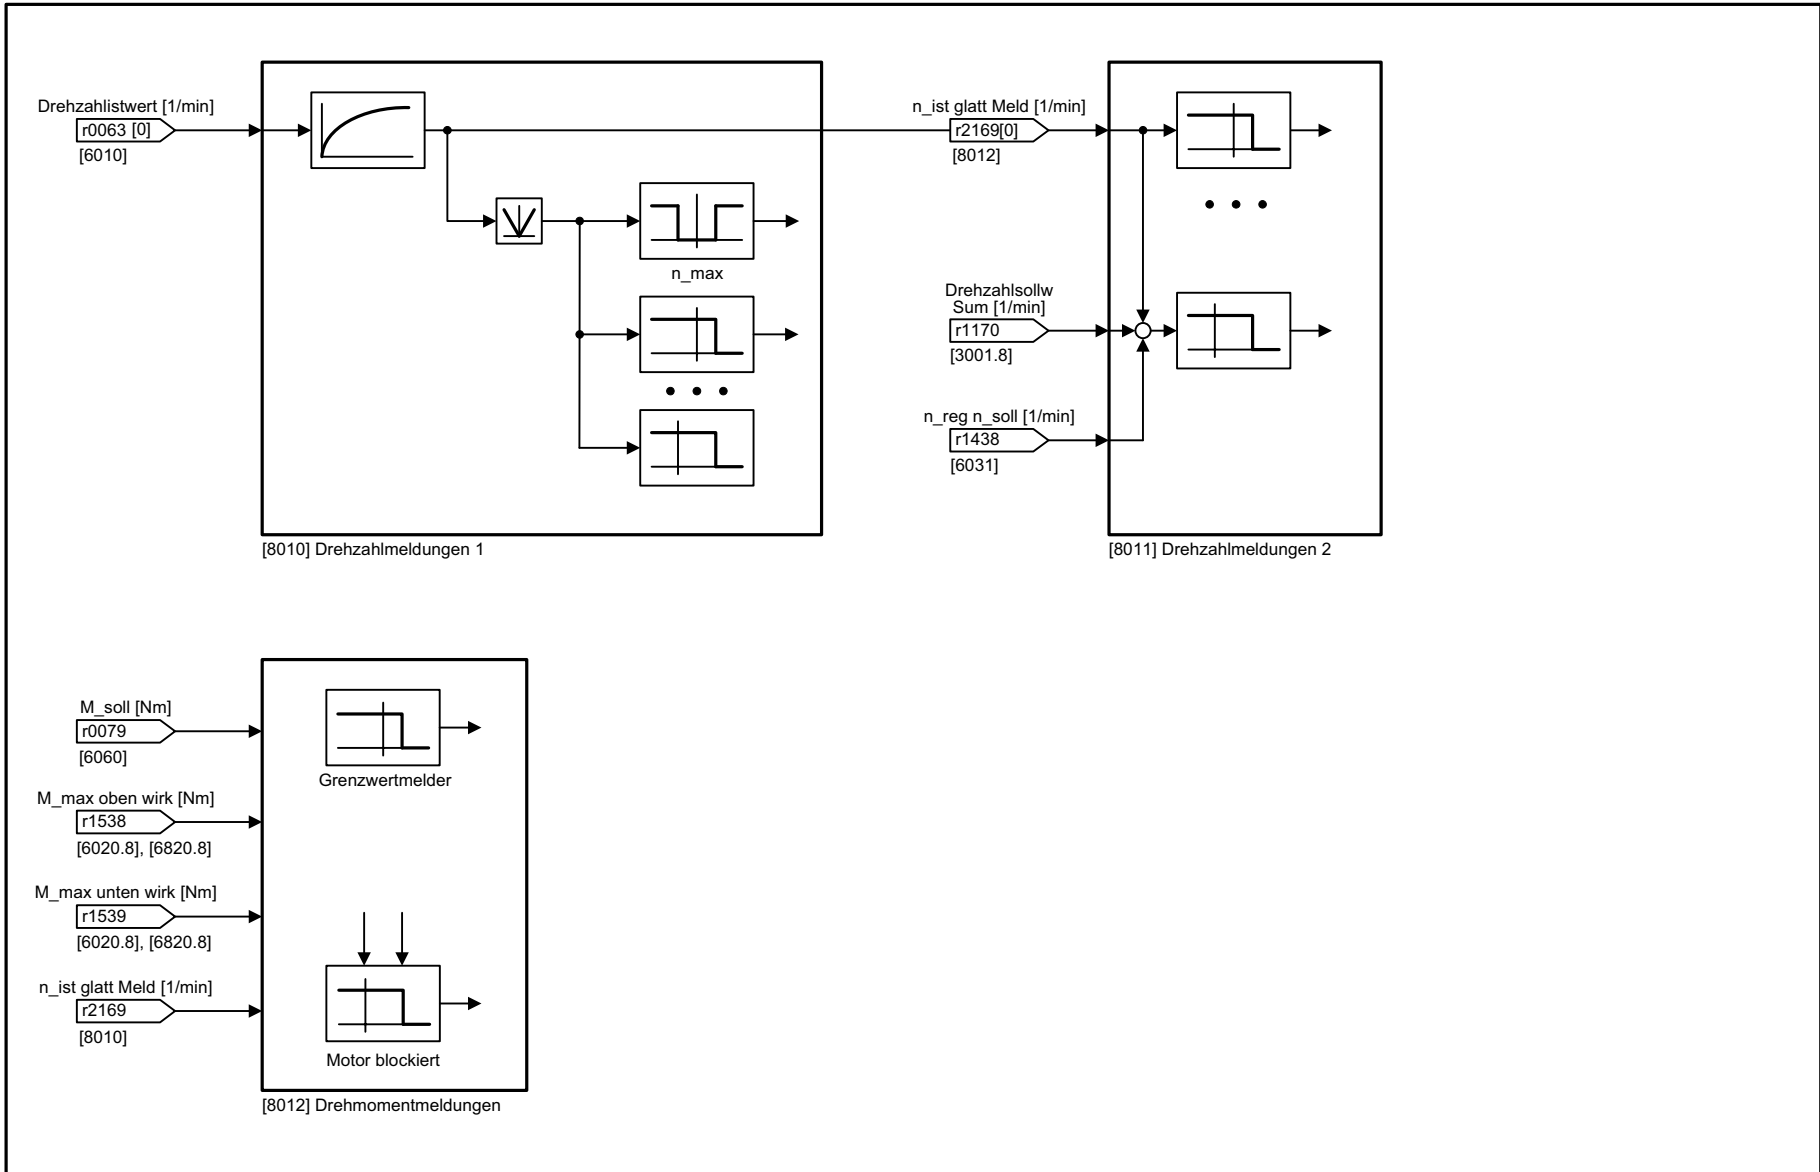 Drehzahlistwert [1/min]
r0063 [0]
[6010]
n_max
[8010] Drehzahlmeldungen 1
n_ist glatt Meld [1/min]
r2169[0]
[8012]
Drehzahlsollw
Sum [1/min]
r1170
[3001.8]
n_reg n_soll [1/min]
r1438
[6031]
[8011] Drehzahlmeldungen 2
M_soll [Nm]
r0079
[6060]
M_max oben wirk [Nm]
r1538
[6020.8], [6820.8]
M_max unten wirk [Nm]
r1539
[6020.8], [6820.8]
n_ist glatt Meld [1/min]
r2169
[8010]
Grenzwertmelder
Motor blockiert
[8012] Drehmomentmeldungen